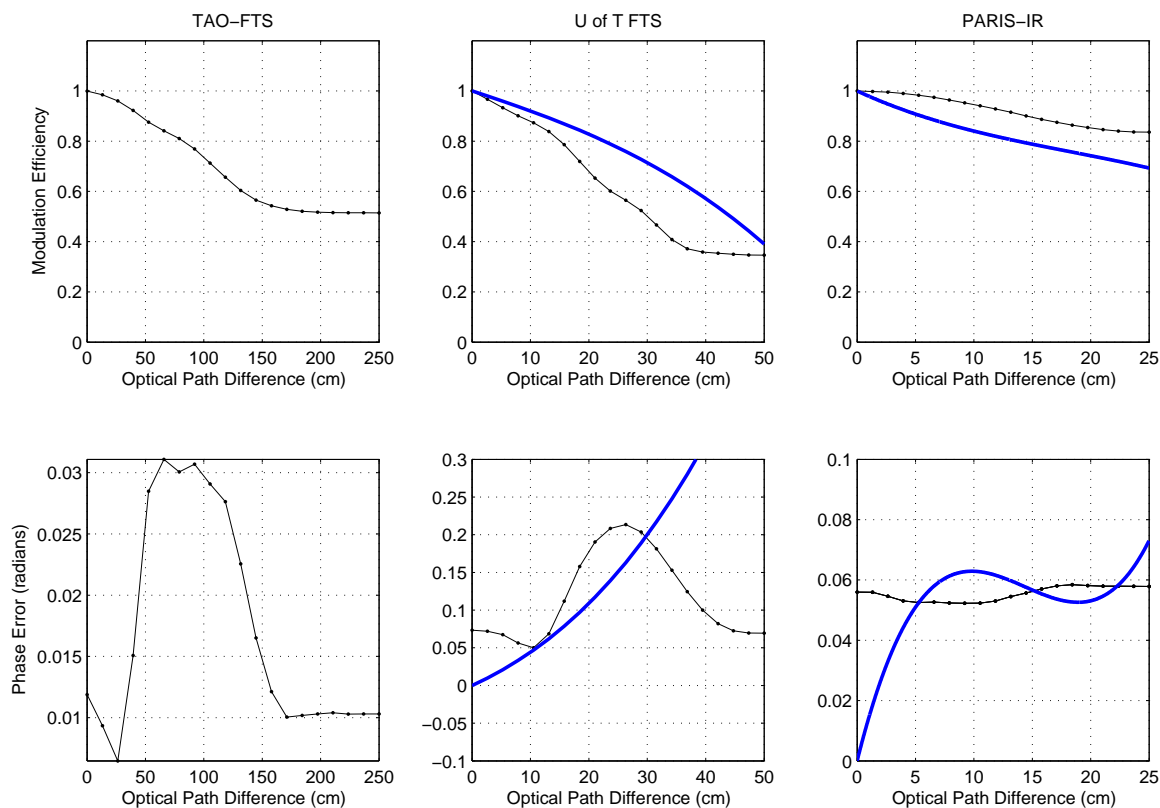 TAO−FTS
U of T FTS
PARIS−IR
Modulation Efficiency
1
0.8
0.6
0.4
0.2
0
0 50 100 150 200 250
Optical Path Difference (cm)
1
0.8
0.6
0.4
0.2
0
0 10 20 30 40 50
Optical Path Difference (cm)
1
0.8
0.6
0.4
0.2
0
0 5 10 15 20 25
Optical Path Difference (cm)
Phase Error (radians)
0.03
0.025
0.02
0.015
0.01
0 50 100 150 200 250
Optical Path Difference (cm)
0.3
0.25
0.2
0.15
0.1
0.05
0
−0.05
−0.1
0 10 20 30 40 50
Optical Path Difference (cm)
0.1
0.08
0.06
0.04
0.02
0
0 5 10 15 20 25
Optical Path Difference (cm)